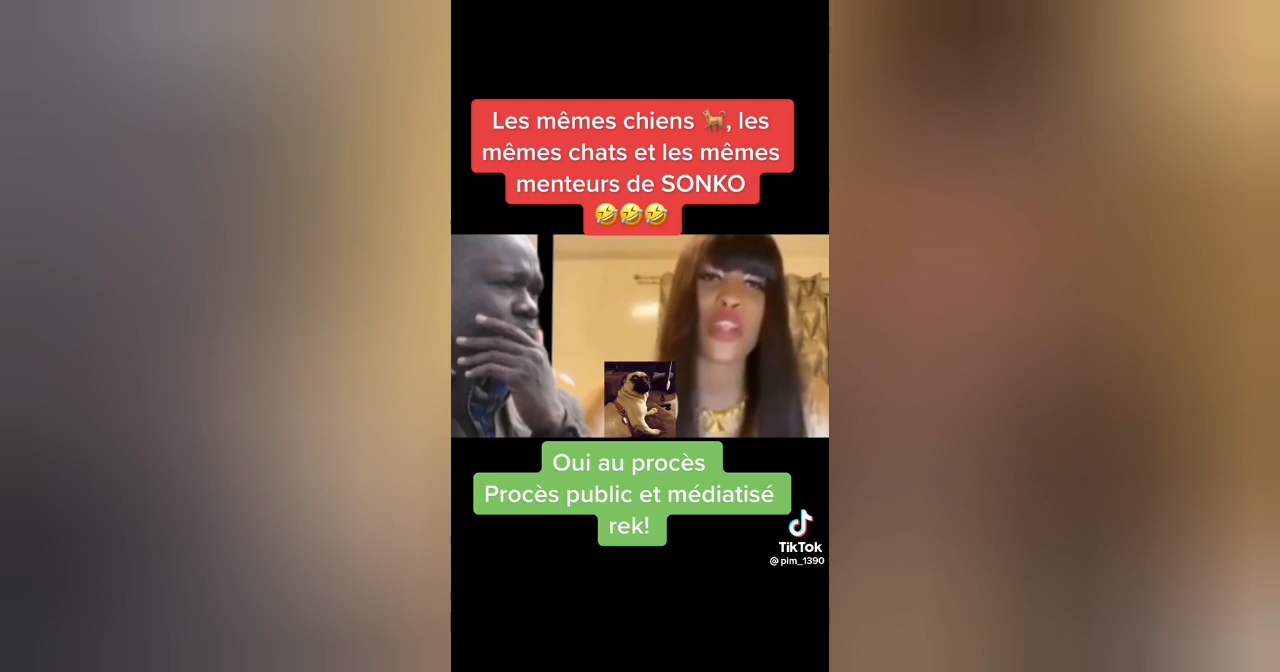 Les mêmes chiens 🐕, les
mêmes chats et les mêmes
menteurs de SONKO
🤣🤣🤣
Oui au procès
Procès public et médiatisé
rek!
TikTok
@pim_1390